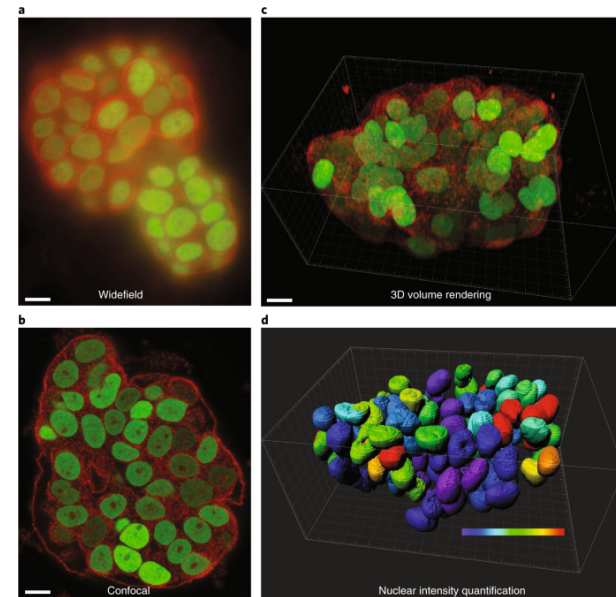 a
Widefield
c
3D volume rendering
b
Confocal
d
Nuclear intensity quantification